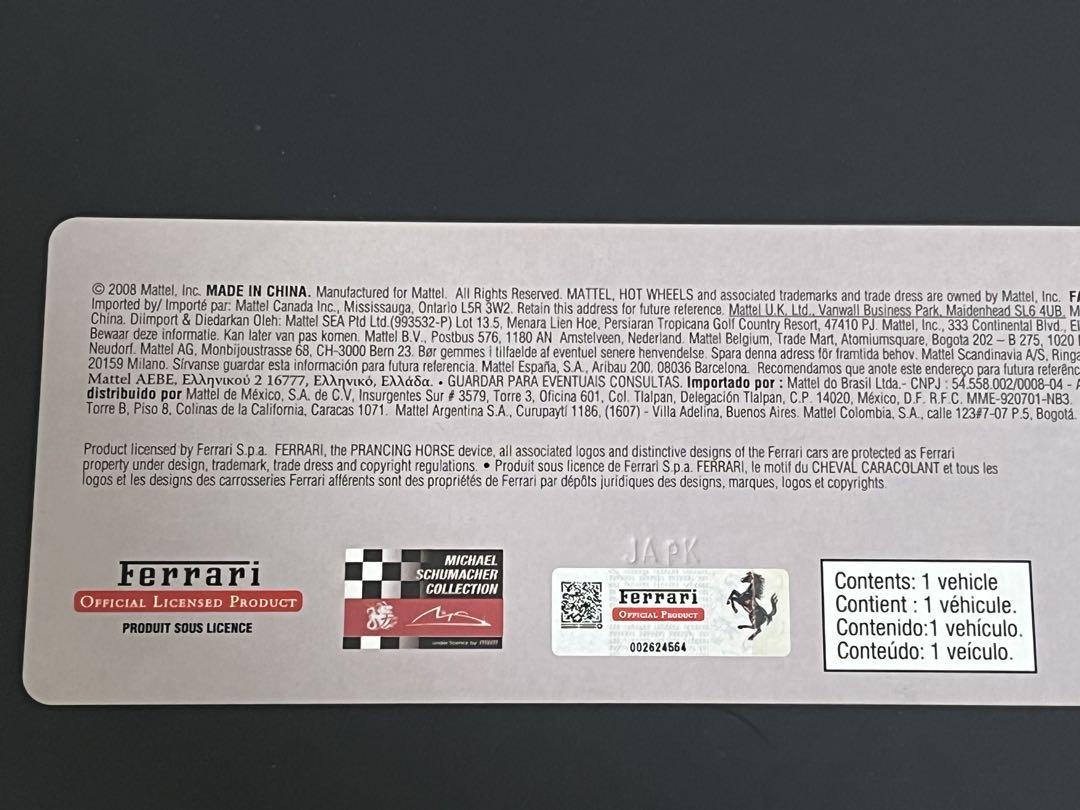 © 2008 Mattel, Inc. MADE IN CHINA. Manufactured for Mattel. All Rights Reserved. MATTEL, HOT WHEELS and associated trademarks and trade dress are owned by Mattel, Inc. FA
Imported by/ Importé par: Mattel Canada Inc., Mississauga, Ontario L5R 3W2. Retain this address for future reference. Mattel U.K. Ltd., Vanwall Business Park, Maidenhead SL6 4UB. M
China. Diimport & Diedarkan Oleh: Mattel SEA Ptd Ltd.(993532-P) Lot 13.5, Menara Lien Hoe, Persiaran Tropicana Golf Country Resort, 47410 PJ. Mattel, Inc., 333 Continental Blvd., El
Bewaar deze informatie. Kan later van pas komen. Mattel B.V., Postbus 576, 1180 AN Amstelveen, Nederland. Mattel Belgium, Trade Mart, Atomiumsquare, Bogota 202 – B 275, 1020
Neudorf. Mattel AG, Monbijoustrasse 68, CH-3000 Bern 23. Bør gemmes i tilfaelde af eventuel senere henvendelse. Spara denna adress för framtida behov. Mattel Scandinavia A/S, Ringa
20159 Milano. Sírvanse guardar esta información para futura referencia. Mattel España, S.A., Aribau 200. 08036 Barcelona. Recomendamos que anote este endereço para futura referênc
Mattel AEBE, Ελληνικού 2 16777, Ελληνικό, Ελλάδα. • GUARDAR PARA EVENTUAIS CONSULTAS. Importado por : Mattel do Brasil Ltda.- CNPJ : 54.558.002/0008-04 - A
distribuido por Mattel de México, S.A. de C.V, Insurgentes Sur # 3579, Torre 3, Oficina 601, Col. Tlalpan, Delegación Tlalpan, C.P. 14020, México, D.F. R.F.C. MME-920701-NB3.
Torre B, Piso 8, Colinas de la California, Caracas 1071. Mattel Argentina S.A., Curupaytí 1186, (1607) - Villa Adelina, Buenos Aires. Mattel Colombia, S.A., calle 123#7-07 P.5, Bogotá.
Product licensed by Ferrari S.p.a. FERRARI, the PRANCING HORSE device, all associated logos and distinctive designs of the Ferrari cars are protected as Ferrari
property under design, trademark, trade dress and copyright regulations. • Produit sous licence de Ferrari S.p.a. FERRARI, le motif du CHEVAL CARACOLANT et tous les
logos et les designs des carrosseries Ferrari afférents sont des propriétés de Ferrari par dépôts juridiques des designs, marques, logos et copyrights.
Ferrari
OFFICIAL LICENSED PRODUCT
PRODUIT SOUS LICENCE
MICHAEL
SCHUMACHER
COLLECTION
under licence by mmm
JA PK
Ferrari
OFFICIAL PRODUCT
002624564
Contents: 1 vehicle
Contient : 1 véhicule.
Contenido:1 vehículo.
Conteúdo: 1 veículo.